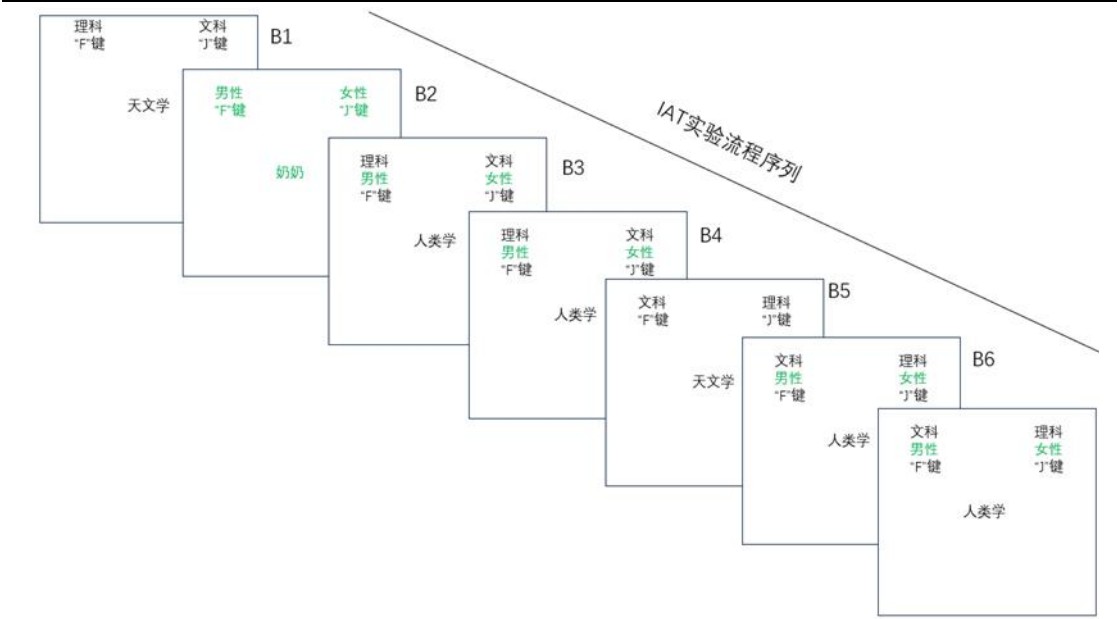 理科 文科
“F”键 “J”键
B1
天文学
男性 女性
“F”键 “J”键
B2
奶奶
IAT实验流程序列
理科 文科
男性 女性
“F”键 “J”键
B3
人类学
理科 文科
男性 女性
“F”键 “J”键
B4
人类学
文科 理科
“F”键 “J”键
B5
天文学
文科 理科
男性 女性
“F”键 “J”键
B6
人类学
文科 理科
男性 女性
“F”键 “J”键
人类学